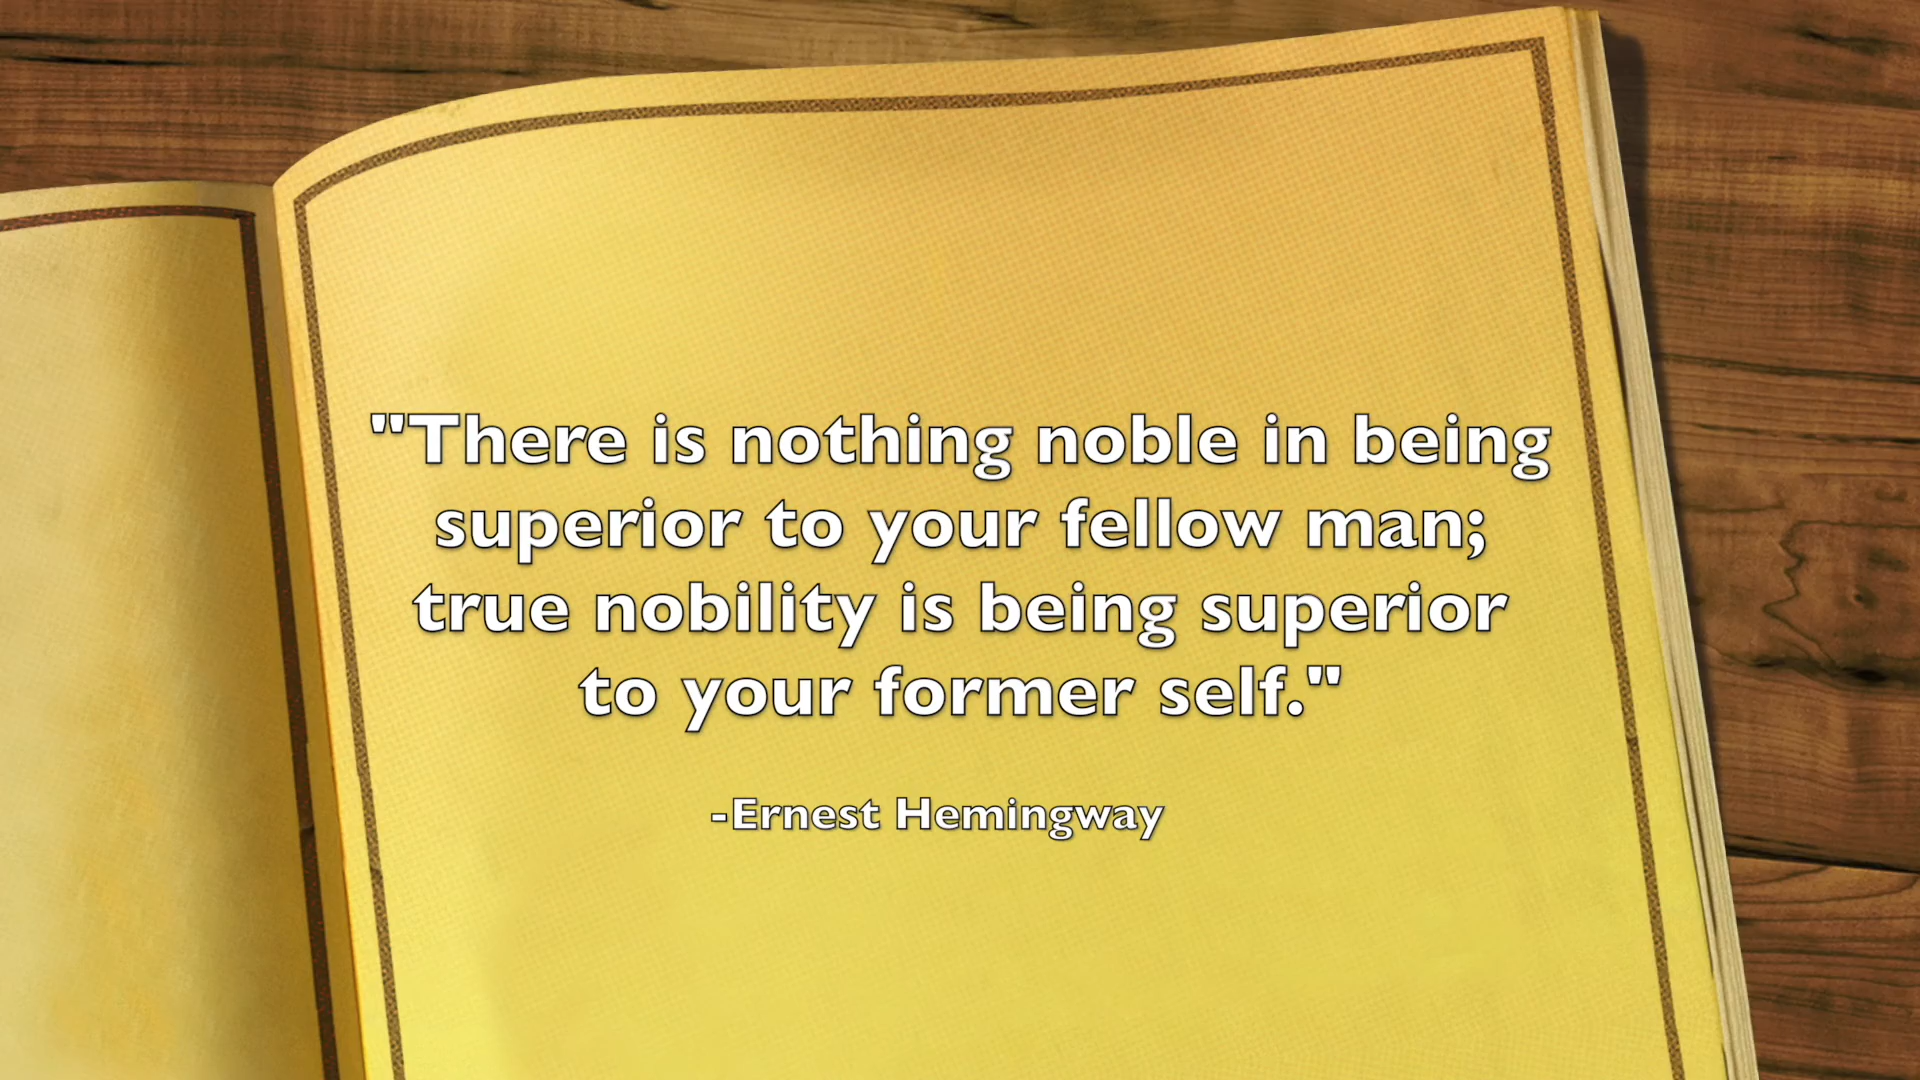 "There is nothing noble in being
superior to your fellow man;
true nobility is being superior
to your former self."
-Ernest Hemingway